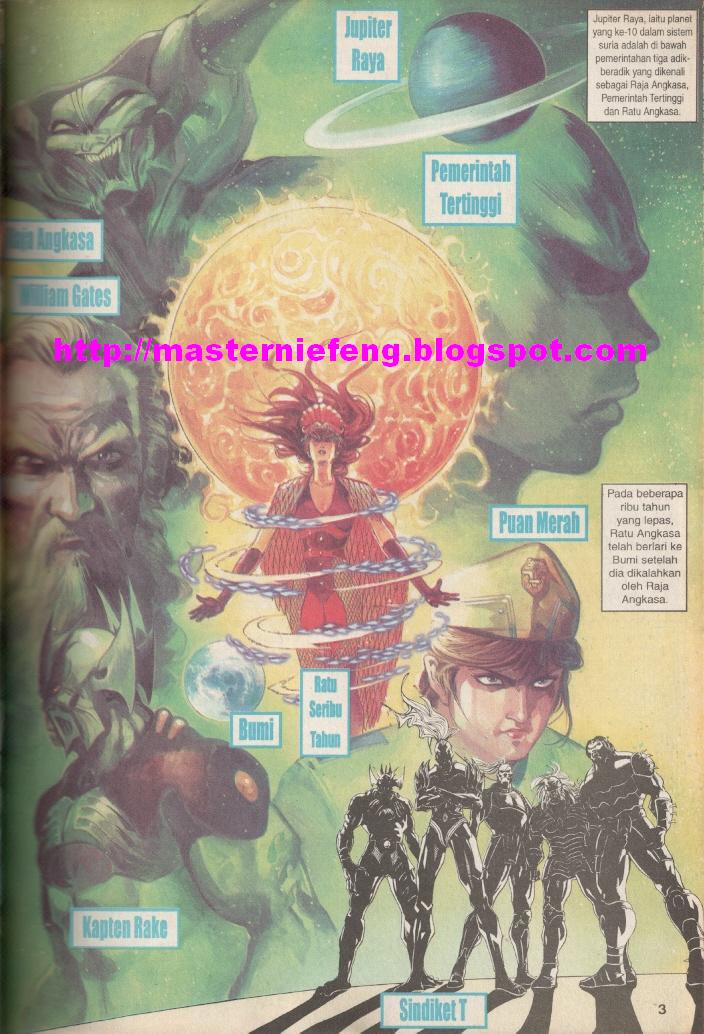 Jupiter
Raya
Jupiter Raya, iaitu planet
yang ke-10 dalam sistem
suria adalah di bawah
pemerintahan tiga adik-
beradik yang dikenali
sebagai Raja Angkasa,
Pemerintah Tertinggi
dan Ratu Angkasa.
Pemerintah
Tertinggi
Raja Angkasa
William Gates
http://masterniefeng.blogspot.com
Puan Merah
Pada beberapa
ribu tahun
yang lepas,
Ratu Angkasa
telah berlari ke
Bumi setelah
dia dikalahkan
oleh Raja
Angkasa.
Ratu
Seribu
Tahun
Bumi
Kapten Rake
Sindiket T
3